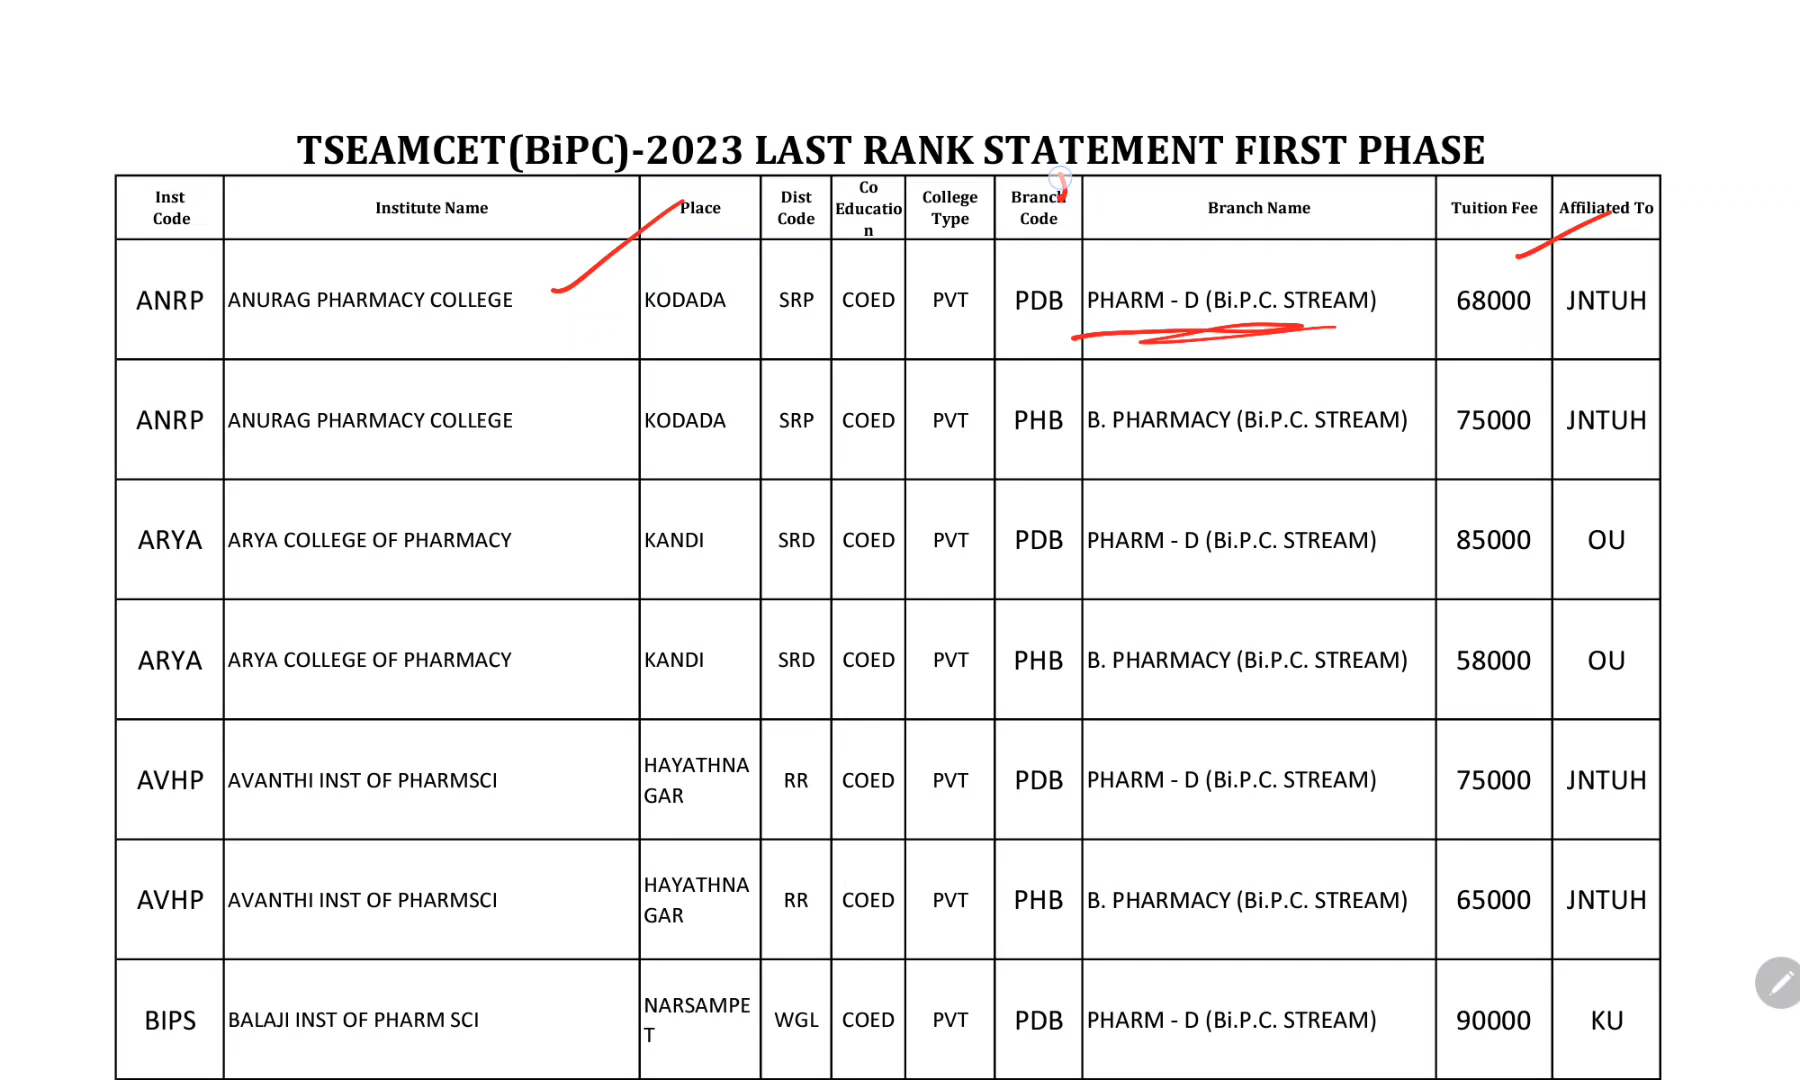 TSEAMCET(BiPC)-2023 LAST RANK STATEMENT FIRST PHASE
Inst Code Institute Name Place Dist Code Co Education College Type Branch Code Branch Name Tuition Fee Affiliated To
ANRP ANURAG PHARMACY COLLEGE KODADA SRP COED PVT PDB PHARM - D (Bi.P.C. STREAM) 68000 JNTUH
ANRP ANURAG PHARMACY COLLEGE KODADA SRP COED PVT PHB B. PHARMACY (Bi.P.C. STREAM) 75000 JNTUH
ARYA ARYA COLLEGE OF PHARMACY KANDI SRD COED PVT PDB PHARM - D (Bi.P.C. STREAM) 85000 OU
ARYA ARYA COLLEGE OF PHARMACY KANDI SRD COED PVT PHB B. PHARMACY (Bi.P.C. STREAM) 58000 OU
AVHP AVANTHI INST OF PHARMSCI HAYATHNAGAR RR COED PVT PDB PHARM - D (Bi.P.C. STREAM) 75000 JNTUH
AVHP AVANTHI INST OF PHARMSCI HAYATHNAGAR RR COED PVT PHB B. PHARMACY (Bi.P.C. STREAM) 65000 JNTUH
BIPS BALAJI INST OF PHARM SCI NARSAMPET WGL COED PVT PDB PHARM - D (Bi.P.C. STREAM) 90000 KU